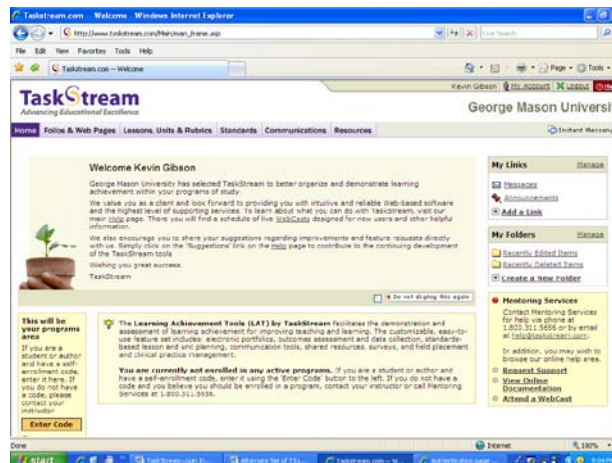 Taskstream.com - Welcome - Windows Internet Explorer
http://www.taskstream.com/Main/main_frame.asp
Live Search
File Edit View Favorites Tools Help
Taskstream.com -- Welcome
Page Tools
Kevin Gibson My Account Logout
TaskStream
Advancing Educational Excellence
George Mason Universi
Home Folios & Web Pages Lessons, Units & Rubrics Standards Communications Resources
Instant Messeng
Welcome Kevin Gibson
George Mason University has selected TaskStream to better organize and demonstrate learning
achievement within your programs of study.
We value you as a client and look forward to providing you with intuitive and reliable Web-based software
and the highest level of supporting services. To learn about what you can do with TaskStream, visit our
main Help page. There you will find a schedule of live WebCasts designed for new users and other helpful
information.
We also encourage you to share your suggestions regarding improvements and feature requests directly
with us. Simply click on the 'Suggestions' link on the Help page to contribute to the continuing development
of the TaskStream tools
Wishing you great success.
TaskStream
Do not display this again
My Links Manage
Messages
Announcements
Add a Link
My Folders Manage
Recently Edited Items
Recently Deleted Items
Create a New Folder
Mentoring Services
Contact Mentoring Services
for help via phone at
1.800.311.5656 or by email
at help@taskstream.com.
In addition, you may wish
to browse our online help area.
Request Support
View Online
Documentation
Attend a WebCast
This will be
your programs
area
If you are a
student or author
and have a self-
enrollment code,
enter it here. If
you do not have
a code, please
contact your
instructor
Enter Code
The Learning Achievement Tools (LAT) by TaskStream facilitates the demonstration and
assessment of learning achievement for improving teaching and learning. The customizable, easy-to-
use feature set includes: electronic portfolios, outcomes assessment and data collection, standards-
based lesson and unit planning, communication tools, shared resources, surveys, and field placement
and clinical practice management.
You are currently not enrolled in any active programs. If you are a student or author and
have a self-enrollment code, enter it using the 'Enter Code' button to the left. If you do not have a
code and you believe you should be enrolled in a program, contact your instructor or call Mentoring
Services at 1.800.311.5656.
Done
Internet 100%
start
Taskstream.com -- W...
9:04 PM